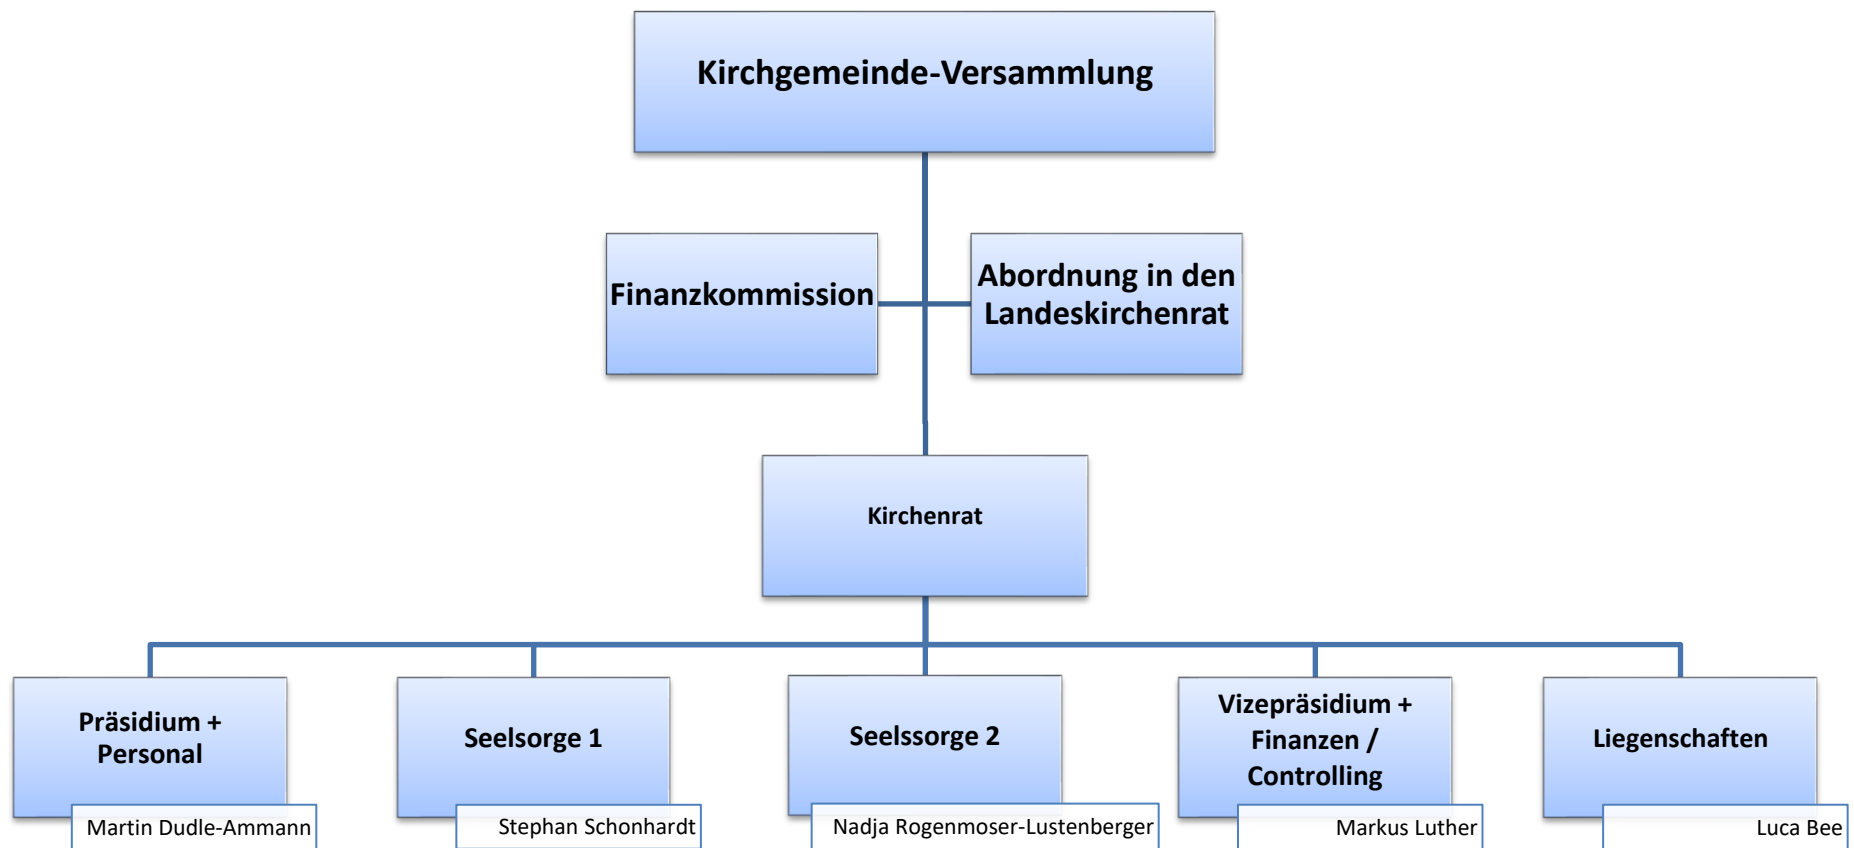 Kirchgemeinde-Versammlung
Finanzkommission
Abordnung in den
Landeskirchenrat
Kirchenrat
Präsidium +
Personal
Martin Dudle-Ammann
Seelsorge 1
Stephan Schonhardt
Seelssorge 2
Nadja Rogenmoser-Lustenberger
Vizepräsidium +
Finanzen /
Controlling
Markus Luther
Liegenschaften
Luca Bee